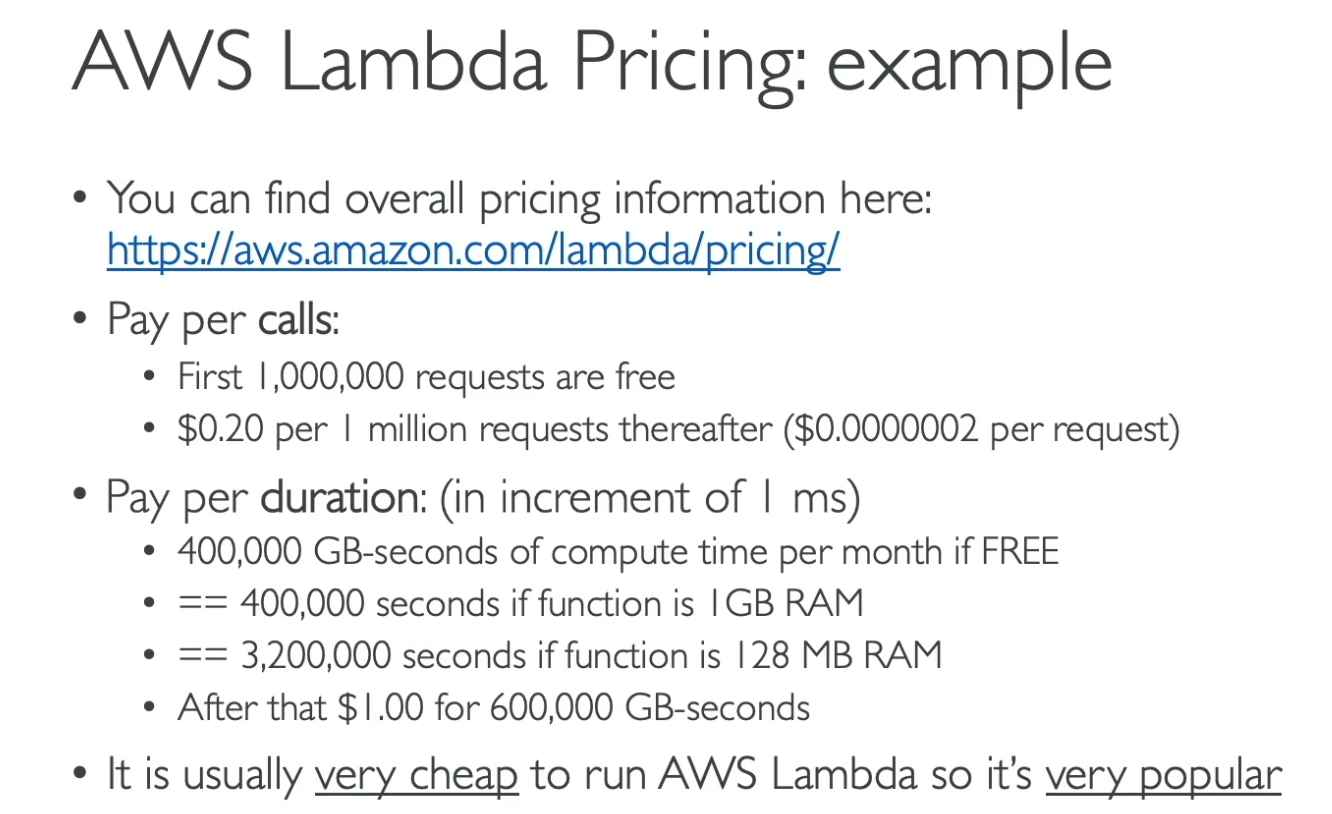 AWS Lambda Pricing: example
• You can find overall pricing information here:
https://aws.amazon.com/lambda/pricing/
• Pay per calls:
• First 1,000,000 requests are free
• $0.20 per 1 million requests thereafter ($0.0000002 per request)
• Pay per duration: (in increment of 1 ms)
• 400,000 GB-seconds of compute time per month if FREE
• == 400,000 seconds if function is 1GB RAM
• == 3,200,000 seconds if function is 128 MB RAM
• After that $1.00 for 600,000 GB-seconds
• It is usually very cheap to run AWS Lambda so it's very popular